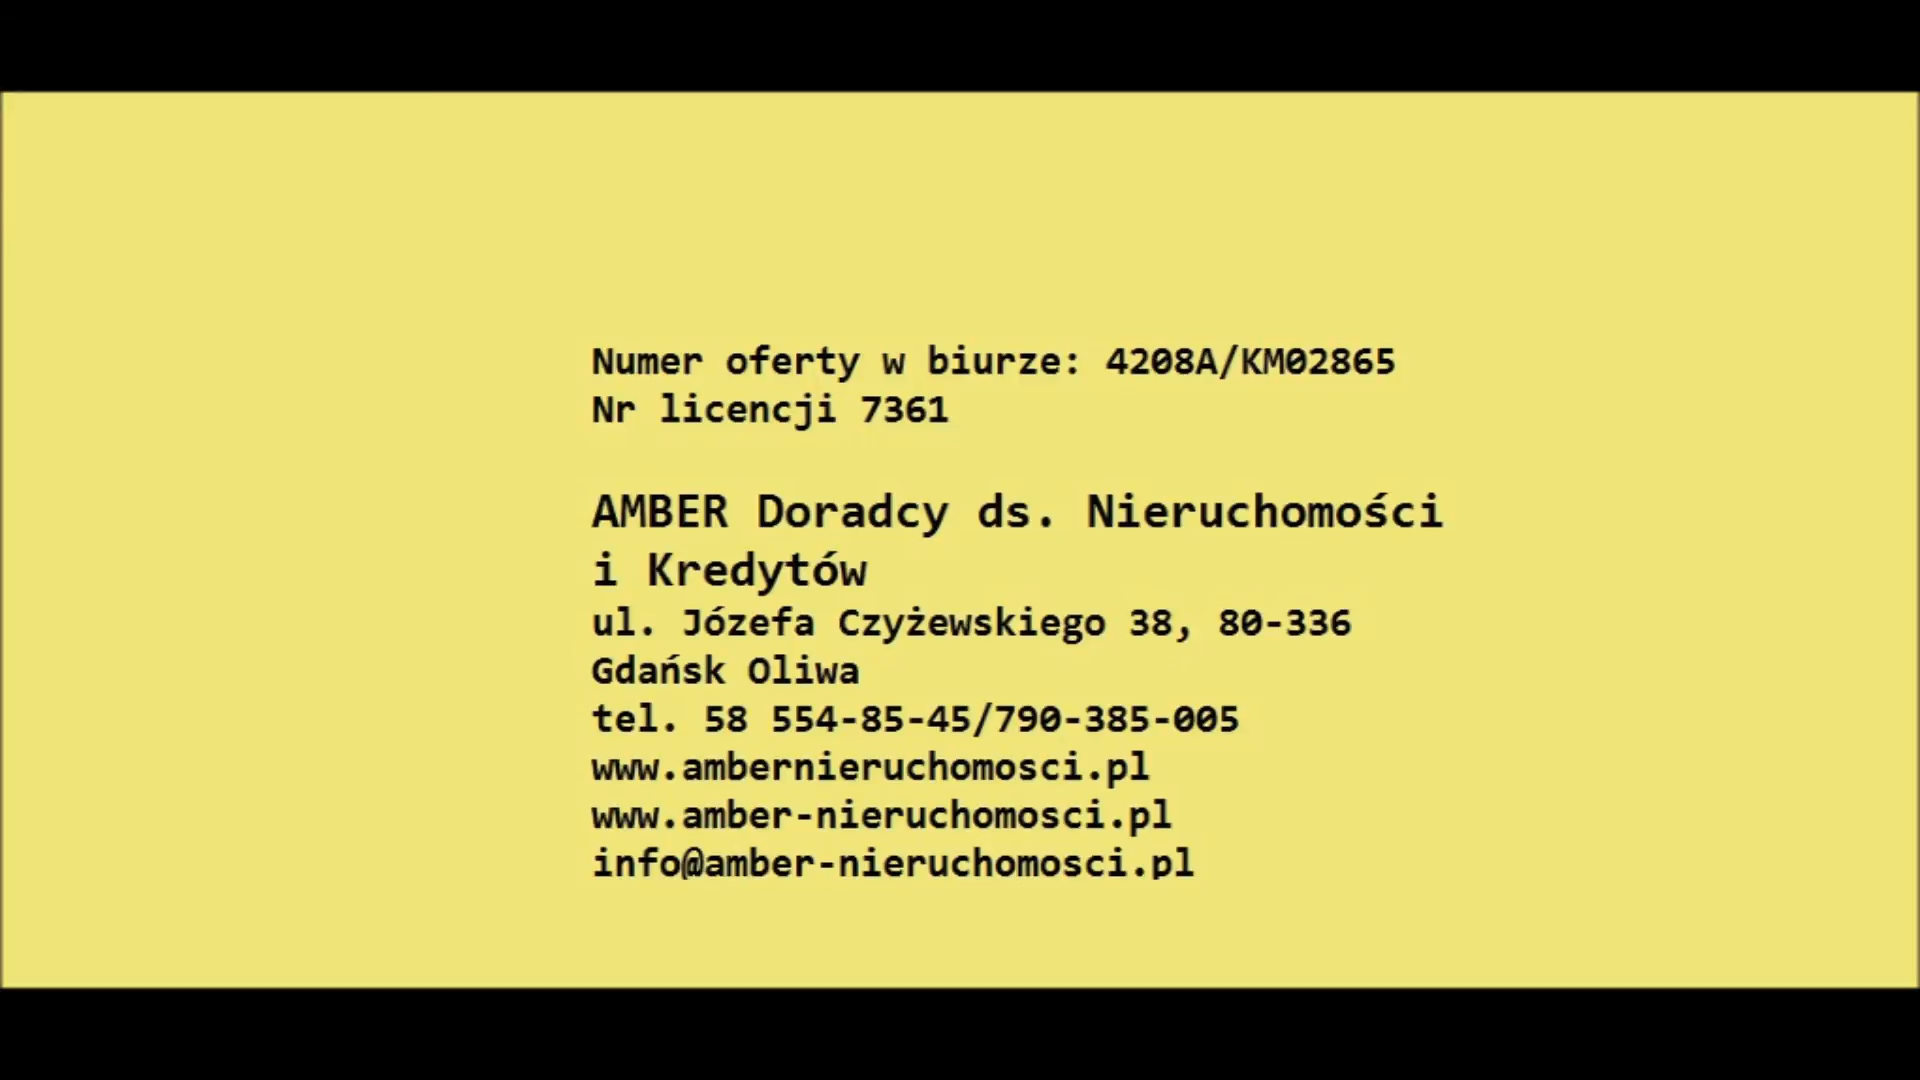 Numer oferty w biurze: 4208A/KM02865
Nr licencji 7361
AMBER Doradcy ds. Nieruchomości
i Kredytów
ul. Józefa Czyżewskiego 38, 80-336
Gdańsk Oliwa
tel. 58 554-85-45/790-385-005
www.ambernieruchomosci.pl
www.amber-nieruchomosci.pl
info@amber-nieruchomosci.pl